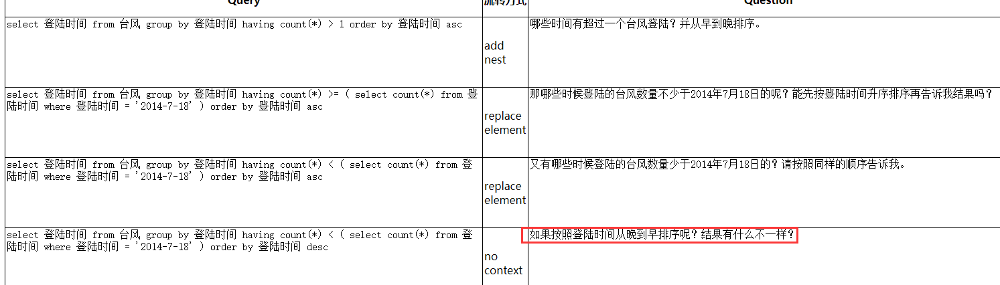 Query 流转方式 Question
select 登陆时间 from 台风 group by 登陆时间 having count(*) > 1 order by 登陆时间 asc
add
nest
哪些时间有超过一个台风登陆？并从早到晚排序。
select 登陆时间 from 台风 group by 登陆时间 having count(*) >= ( select count(*) from 登
陆时间 where 登陆时间 = '2014-7-18' ) order by 登陆时间 asc
replace
element
那哪些时候登陆的台风数量不少于2014年7月18日的呢？能先按登陆时间升序排序再告诉我结果吗？
select 登陆时间 from 台风 group by 登陆时间 having count(*) < ( select count(*) from 登
陆时间 where 登陆时间 = '2014-7-18' ) order by 登陆时间 asc
replace
element
又有哪些时候登陆的台风数量少于2014年7月18日的？请按照同样的顺序告诉我。
select 登陆时间 from 台风 group by 登陆时间 having count(*) < ( select count(*) from 登
陆时间 where 登陆时间 = '2014-7-18' ) order by 登陆时间 desc
no
context
如果按照登陆时间从晚到早排序呢？结果有什么不一样？